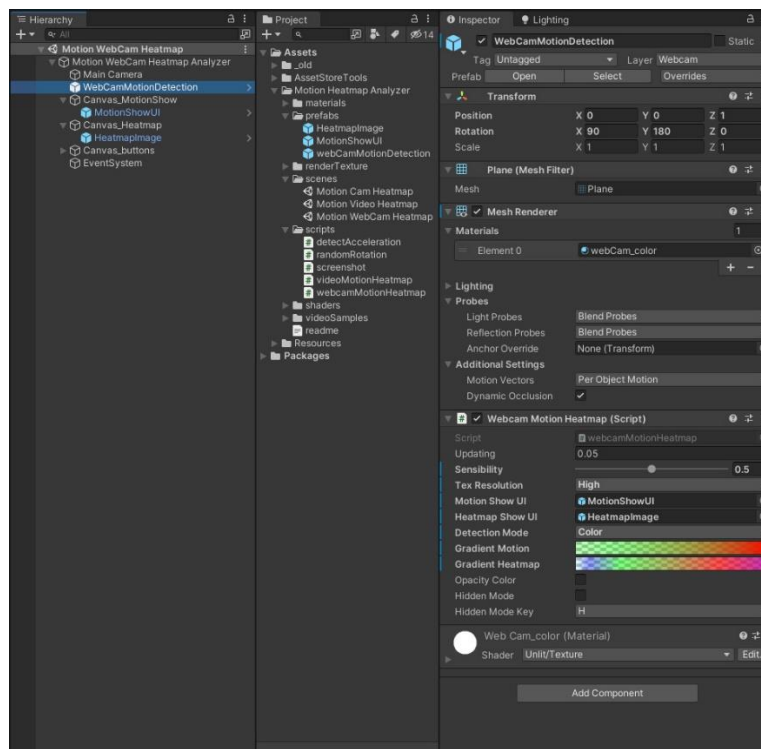 Hierarchy
All
Motion WebCam Heatmap
Motion WebCam Heatmap Analyzer
Main Camera
WebCamMotionDetection
Canvas_MotionShow
MotionShowUI
Canvas_Heatmap
HeatmapImage
Canvas_buttons
EventSystem
Project
14
Assets
_old
AssetStoreTools
Motion Heatmap Analyzer
materials
prefabs
HeatmapImage
MotionShowUI
webCamMotionDetection
renderTexture
scenes
Motion Cam Heatmap
Motion Video Heatmap
Motion WebCam Heatmap
scripts
detectAcceleration
randomRotation
screenshot
videoMotionHeatmap
webcamMotionHeatmap
shaders
videoSamples
readme
Resources
Packages
Inspector Lighting
WebCamMotionDetection Static
Tag Untagged Layer Webcam
Prefab Open Select Overrides
Transform
Position X 0 Y 0 Z 1
Rotation X 90 Y 180 Z 0
Scale X 1 Y 1 Z 1
Plane (Mesh Filter)
Mesh Plane
Mesh Renderer
Materials 1
Element 0 webCam_color
+ -
Lighting
Probes
Light Probes Blend Probes
Reflection Probes Blend Probes
Anchor Override None (Transform)
Additional Settings
Motion Vectors Per Object Motion
Dynamic Occlusion
# Webcam Motion Heatmap (Script)
Script webcamMotionHeatmap
Updating 0.05
Sensibility 0.5
Tex Resolution High
Motion Show UI MotionShowUI
Heatmap Show UI HeatmapImage
Detection Mode Color
Gradient Motion
Gradient Heatmap
Opacity Color
Hidden Mode
Hidden Mode Key H
Web Cam_color (Material)
Shader Unlit/Texture Edit.
Add Component